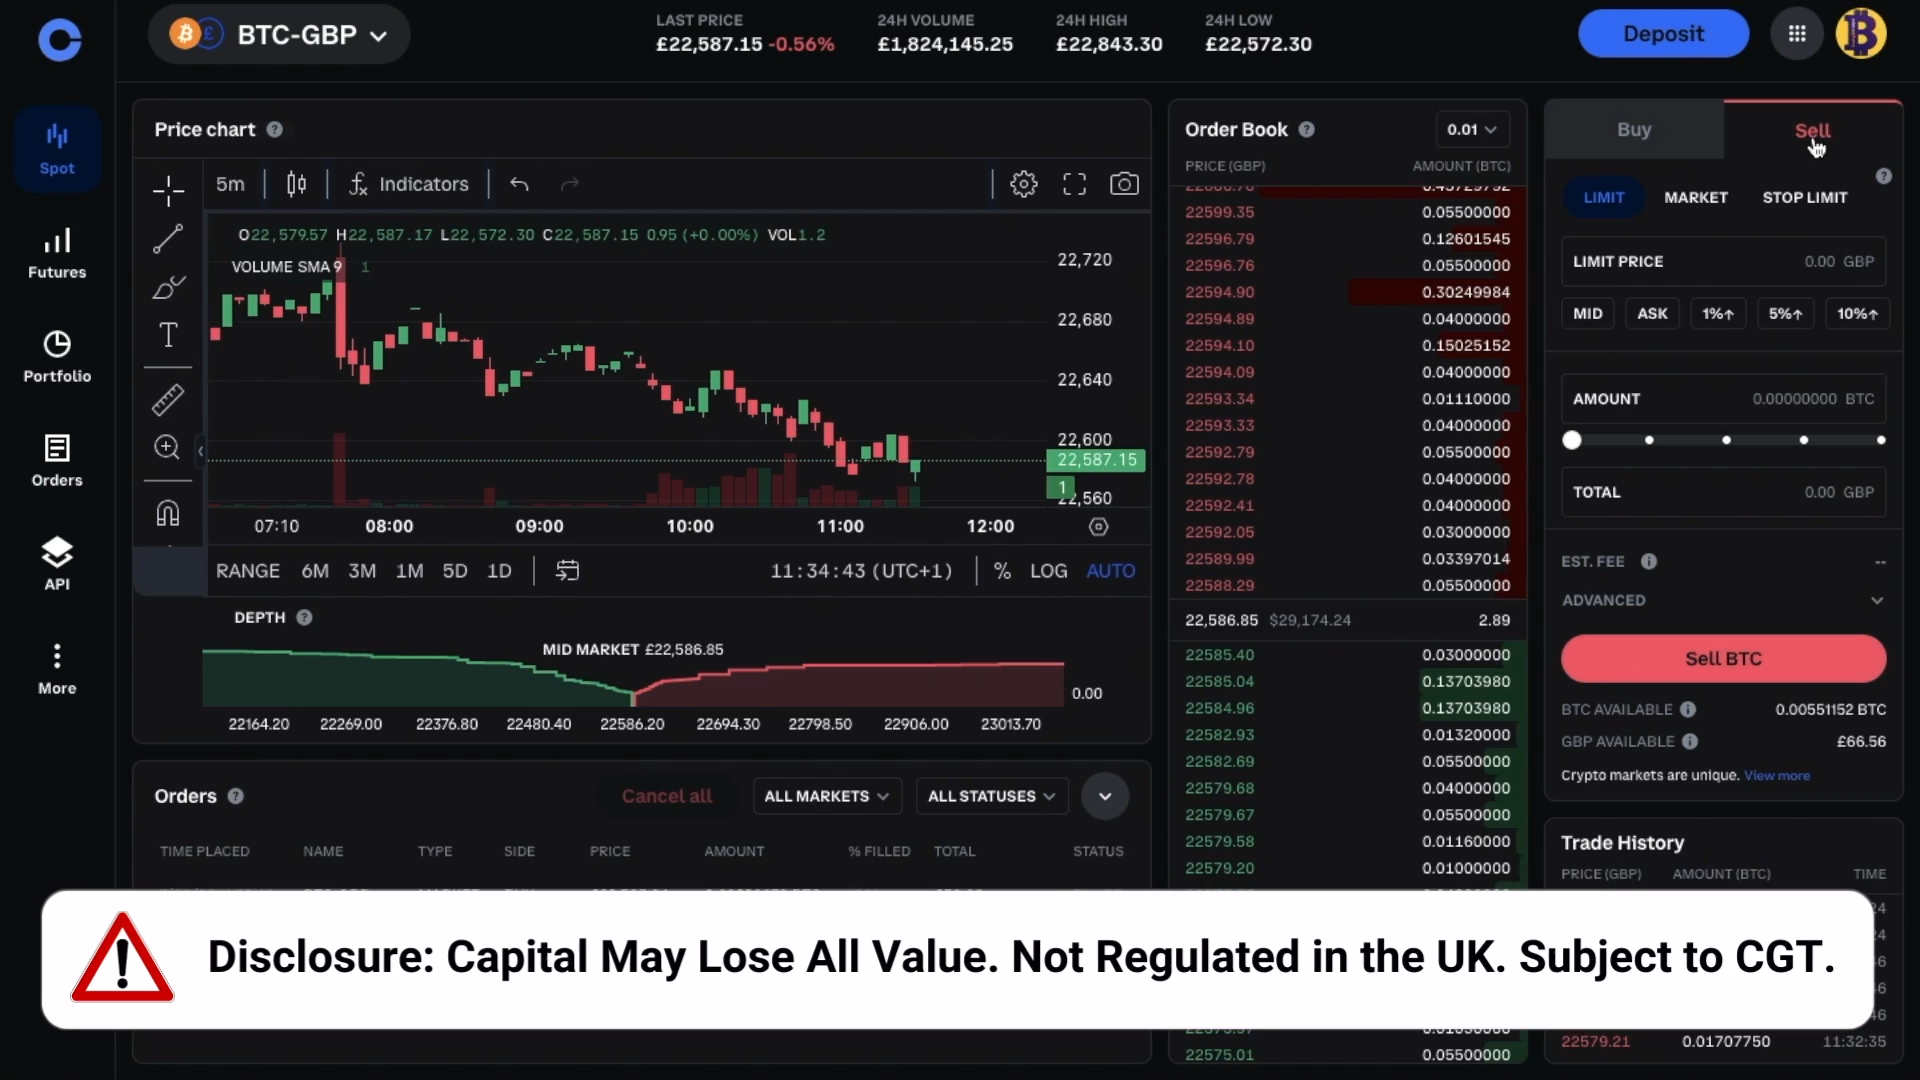 BTC-GBP
LAST PRICE
£22,587.15 -0.56%
24H VOLUME
£1,824,145.25
24H HIGH
£22,843.30
24H LOW
£22,572.30
Deposit
Spot
Futures
Portfolio
Orders
API
More
Price chart
5m
Indicators
O22,579.57 H22,587.17 L22,572.30 C22,587.15 0.95 (+0.00%) VOL1.2
VOLUME SMA 9 1
22,720
22,680
22,640
22,600
22,587.15
1
22,560
07:10 08:00 09:00 10:00 11:00 12:00
RANGE 6M 3M 1M 5D 1D 11:34:43 (UTC+1) % LOG AUTO
DEPTH
MID MARKET £22,586.85
0.00
22164.20 22269.00 22376.80 22480.40 22586.20 22694.30 22798.50 22906.00 23013.70
Orders
Cancel all
ALL MARKETS
ALL STATUSES
TIME PLACED NAME TYPE SIDE PRICE AMOUNT % FILLED TOTAL STATUS
Order Book
0.01
PRICE (GBP) AMOUNT (BTC)
22599.35 0.05500000
22596.79 0.12601545
22596.76 0.05500000
22594.90 0.30249984
22594.89 0.04000000
22594.10 0.15025152
22594.09 0.04000000
22593.34 0.01110000
22593.33 0.04000000
22592.79 0.05500000
22592.78 0.04000000
22592.41 0.04000000
22592.05 0.03000000
22589.99 0.03397014
22588.29 0.05500000
22,586.85 $29,174.24 2.89
22585.40 0.03000000
22585.04 0.13703980
22584.96 0.13703980
22582.93 0.01320000
22582.69 0.05500000
22579.68 0.04000000
22579.67 0.05500000
22579.58 0.01160000
22579.20 0.01000000
22575.01 0.05500000
Buy
Sell
LIMIT MARKET STOP LIMIT
LIMIT PRICE 0.00 GBP
MID ASK 1%↑ 5%↑ 10%↑
AMOUNT 0.00000000 BTC
TOTAL 0.00 GBP
EST. FEE --
ADVANCED
Sell BTC
BTC AVAILABLE 0.00551152 BTC
GBP AVAILABLE £66.56
Crypto markets are unique. View more
Trade History
PRICE (GBP) AMOUNT (BTC) TIME
22579.21 0.01707750 11:32:35
Disclosure: Capital May Lose All Value. Not Regulated in the UK. Subject to CGT.